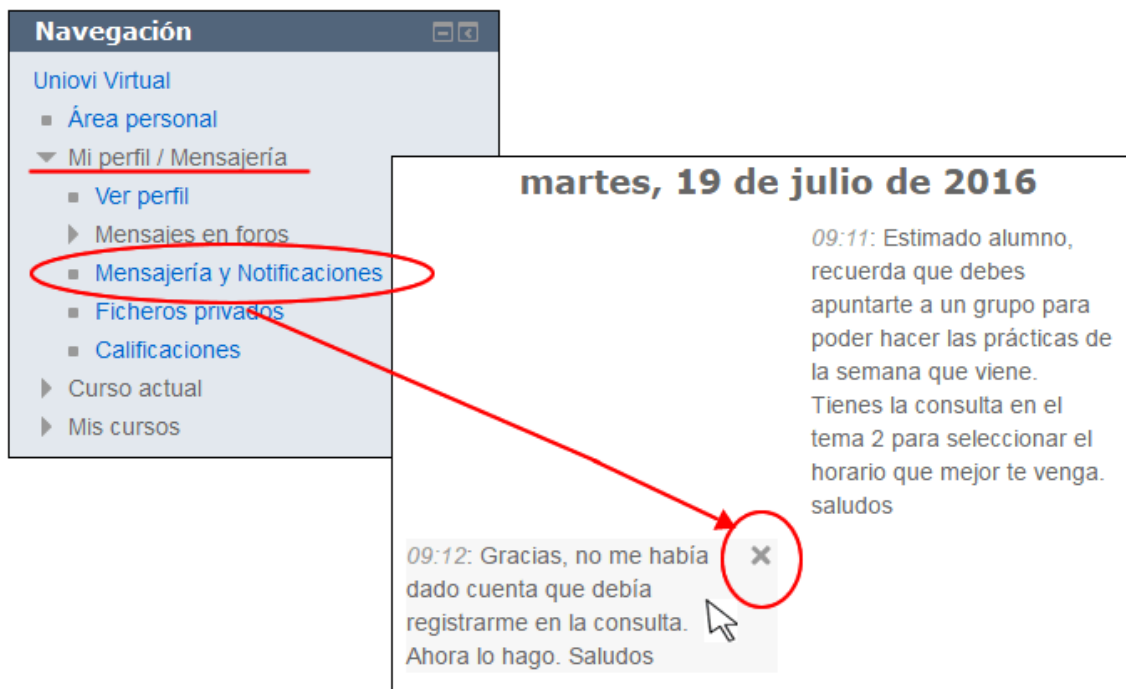 Navegación
Uniovi Virtual
Área personal
Mi perfil / Mensajería
Ver perfil
Mensajes en foros
Mensajería y Notificaciones
Ficheros privados
Calificaciones
Curso actual
Mis cursos
martes, 19 de julio de 2016
09:11: Estimado alumno,
recuerda que debes
apuntarte a un grupo para
poder hacer las prácticas de
la semana que viene.
Tienes la consulta en el
tema 2 para seleccionar el
horario que mejor te venga.
saludos
09:12: Gracias, no me había
dado cuenta que debía
registrarme en la consulta.
Ahora lo hago. Saludos